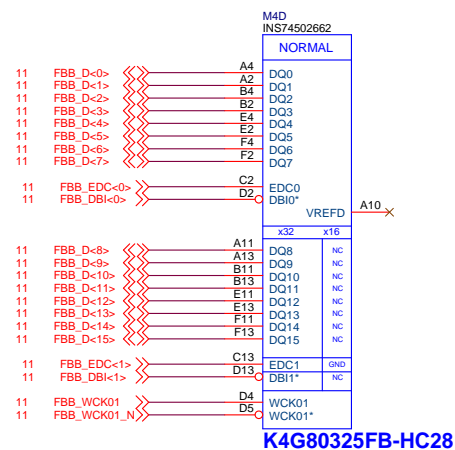 M4D
INS74502662
NORMAL
11 FBB_D<0> A4 DQ0
11 FBB_D<1> A2 DQ1
11 FBB_D<2> B4 DQ2
11 FBB_D<3> B2 DQ3
11 FBB_D<4> E4 DQ4
11 FBB_D<5> E2 DQ5
11 FBB_D<6> F4 DQ6
11 FBB_D<7> F2 DQ7
11 FBB_EDC<0> C2 EDC0
11 FBB_DBI<0> D2 DBI0*
VREFD A10
x32 x16
11 FBB_D<8> A11 DQ8 NC
11 FBB_D<9> A13 DQ9 NC
11 FBB_D<10> B11 DQ10 NC
11 FBB_D<11> B13 DQ11 NC
11 FBB_D<12> E11 DQ12 NC
11 FBB_D<13> E13 DQ13 NC
11 FBB_D<14> F11 DQ14 NC
11 FBB_D<15> F13 DQ15 NC
11 FBB_EDC<1> C13 EDC1 GND
11 FBB_DBI<1> D13 DBI1* NC
11 FBB_WCK01 D4 WCK01
11 FBB_WCK01_N D5 WCK01*
K4G80325FB-HC28